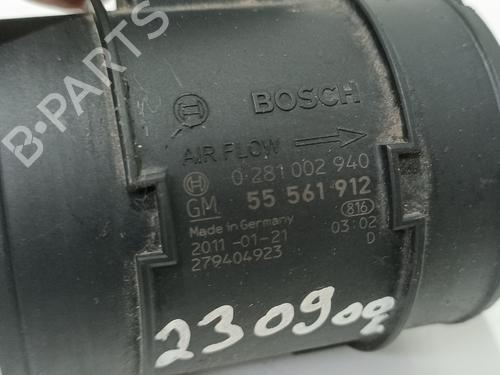 B-PARTS
BOSCH
AIR FLOW
0 281 002 940
GM 55 561 912
816
Made in Germany
03:02
2011-01-21
D
279404923
230902